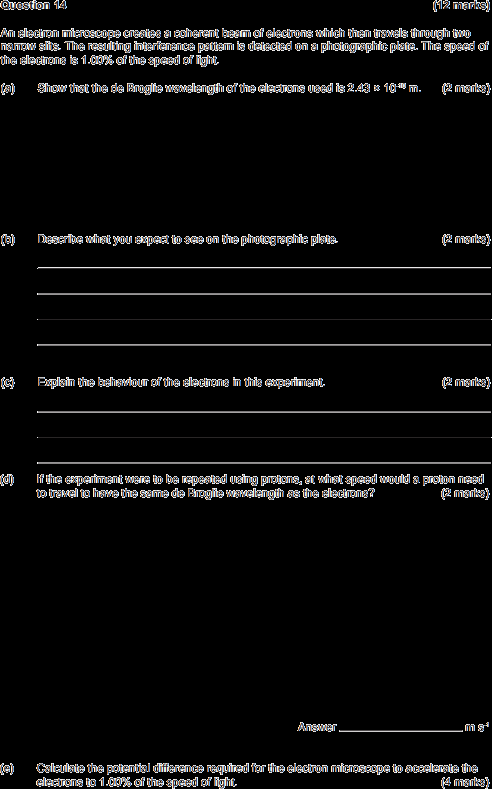 Question 14 (12 marks)
An electron microscope creates a coherent beam of electrons which then travels through two
narrow slits. The resulting interference pattern is detected on a photographic plate. The speed of
the electrons is 1.00% of the speed of light.
(a) Show that the de Broglie wavelength of the electrons used is 2.43 × 10⁻¹⁰ m. (2 marks)
(b) Describe what you expect to see on the photographic plate. (2 marks)
(c) Explain the behaviour of the electrons in this experiment. (2 marks)
(d) If the experiment were to be repeated using protons, at what speed would a proton need
to travel to have the same de Broglie wavelength as the electrons? (2 marks)
Answer m s⁻¹
(e) Calculate the potential difference required for the electron microscope to accelerate the
electrons to 1.00% of the speed of light. (4 marks)